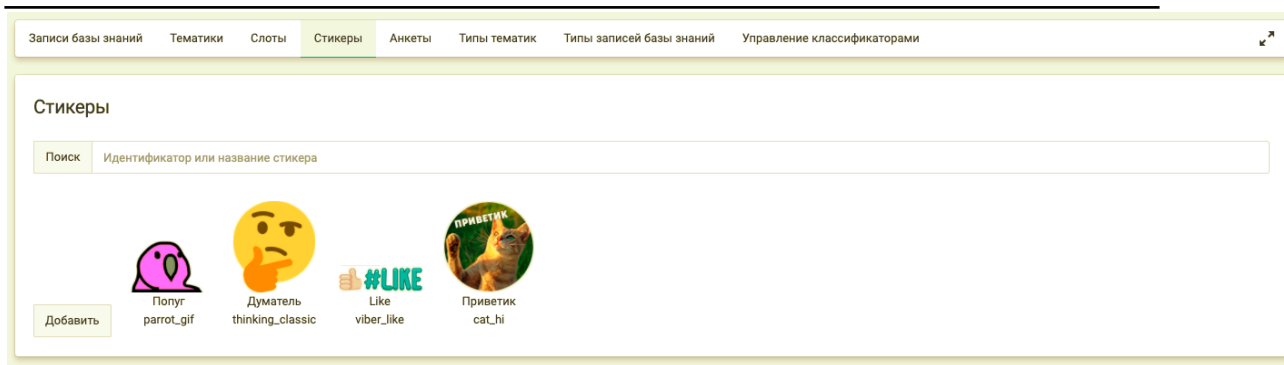 Записи базы знаний Тематики Слоты Стикеры Анкеты Типы тематик Типы записей базы знаний Управление классификаторами
Стикеры
Поиск Идентификатор или название стикера
ПРИВЕТИК
#LIKE
Попуг Думатель Like Приветик
Добавить parrot_gif thinking_classic viber_like cat_hi